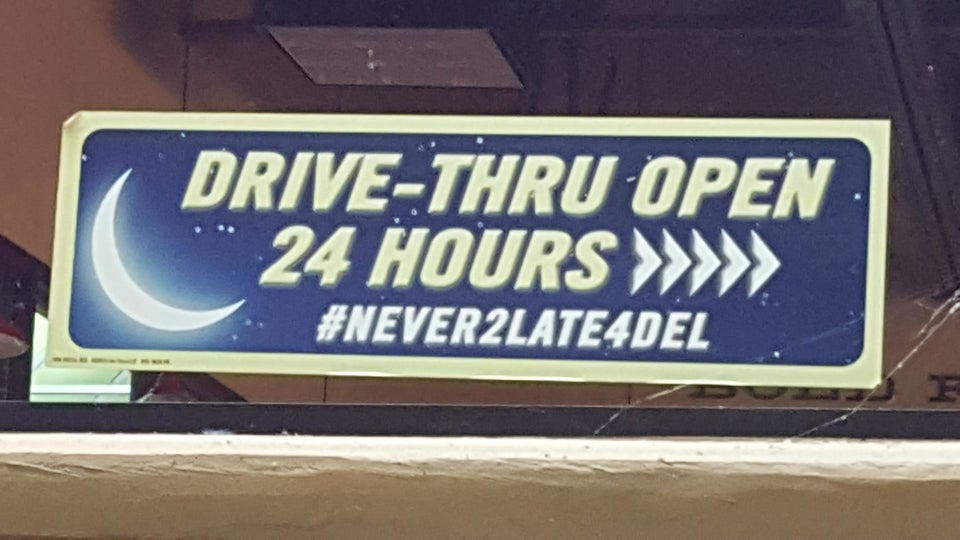 DRIVE-THRU OPEN
24 HOURS
#NEVER2LATE4DEL